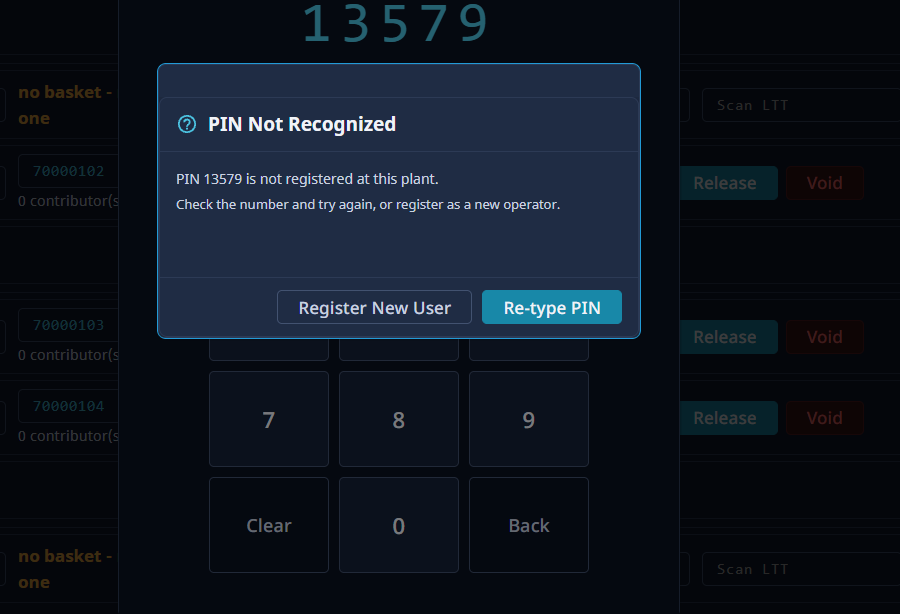 13579
no basket -
one
Scan LTT
PIN Not Recognized
70000102
0 contributor(s
Release
Void
PIN 13579 is not registered at this plant.
Check the number and try again, or register as a new operator.
Register New User
Re-type PIN
70000103
0 contributor(s
Release
Void
7
8
9
70000104
0 contributor(s
Release
Void
Clear
0
Back
no basket -
one
Scan LTT